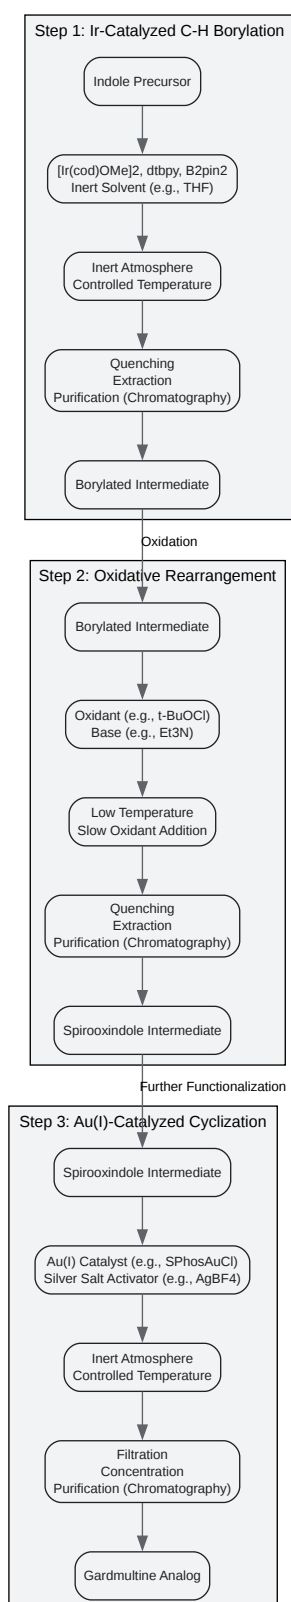 Step 1: Ir-Catalyzed C-H Borylation
Indole Precursor
[Ir(cod)OMe]2, dtbpy, B2pin2
Inert Solvent (e.g., THF)
Inert Atmosphere
Controlled Temperature
Quenching
Extraction
Purification (Chromatography)
Borylated Intermediate
Oxidation
Step 2: Oxidative Rearrangement
Borylated Intermediate
Oxidant (e.g., t-BuOCl)
Base (e.g., Et3N)
Low Temperature
Slow Oxidant Addition
Quenching
Extraction
Purification (Chromatography)
Spirooxindole Intermediate
Further Functionalization
Step 3: Au(I)-Catalyzed Cyclization
Spirooxindole Intermediate
Au(I) Catalyst (e.g., SPhosAuCl)
Silver Salt Activator (e.g., AgBF4)
Inert Atmosphere
Controlled Temperature
Filtration
Concentration
Purification (Chromatography)
Gardmultine Analog